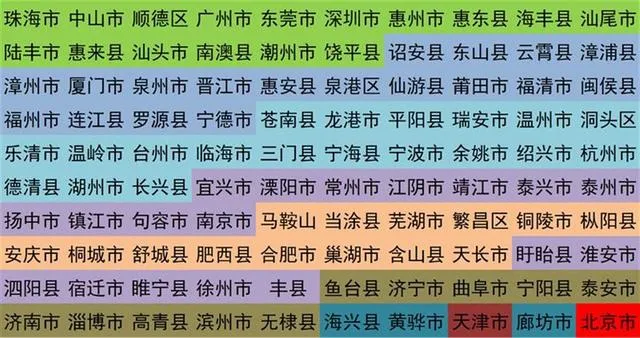 珠海市 中山市 顺德区 广州市 东莞市 深圳市 惠州市 惠东县 海丰县 汕尾市
陆丰市 惠来县 汕头市 南澳县 潮州市 饶平县 诏安县 东山县 云霄县 漳浦县
漳州市 厦门市 泉州市 晋江市 惠安县 泉港区 仙游县 莆田市 福清市 闽侯县
福州市 连江县 罗源县 宁德市 苍南县 龙港市 平阳县 瑞安市 温州市 洞头区
乐清市 温岭市 台州市 临海市 三门县 宁海县 宁波市 余姚市 绍兴市 杭州市
德清县 湖州市 长兴县 宜兴市 溧阳市 常州市 江阴市 靖江市 泰兴市 泰州市
扬中市 镇江市 句容市 南京市 马鞍山 当涂县 芜湖市 繁昌区 铜陵市 枞阳县
安庆市 桐城市 舒城县 肥西县 合肥市 巢湖市 含山县 天长市 盱眙县 淮安市
泗阳县 宿迁市 睢宁县 徐州市 丰县 鱼台县 济宁市 曲阜市 宁阳县 泰安市
济南市 淄博市 高青县 滨州市 无棣县 海兴县 黄骅市 天津市 廊坊市 北京市